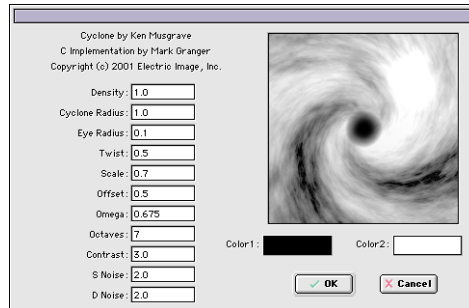 Cyclone by Ken Musgrave
C Implementation by Mark Granger
Copyright (c) 2001 Electric Image, Inc.
Density: 1.0
Cyclone Radius: 1.0
Eye Radius: 0.1
Twist: 0.5
Scale: 0.7
Offset: 0.5
Omega: 0.675
Octaves: 7
Contrast: 3.0
S Noise: 2.0
D Noise: 2.0
Color1: Color2:
OK Cancel